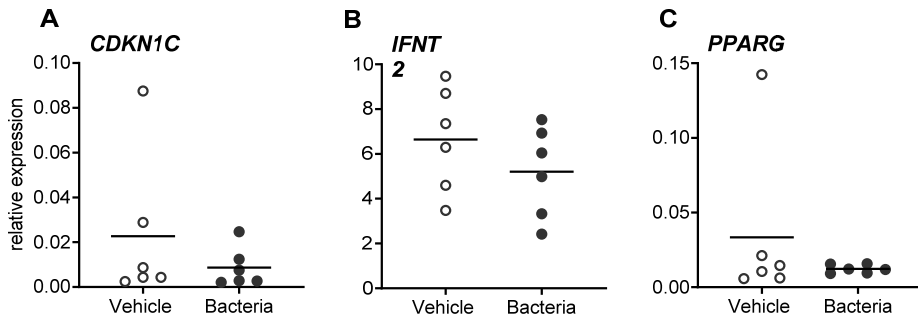 A
CDKN1C
relative expression
0.10
0.08
0.06
0.04
0.02
0.00
Vehicle
Bacteria
B
IFNT
2
10
8
6
4
2
0
Vehicle
Bacteria
C
PPARG
0.15
0.10
0.05
0.00
Vehicle
Bacteria